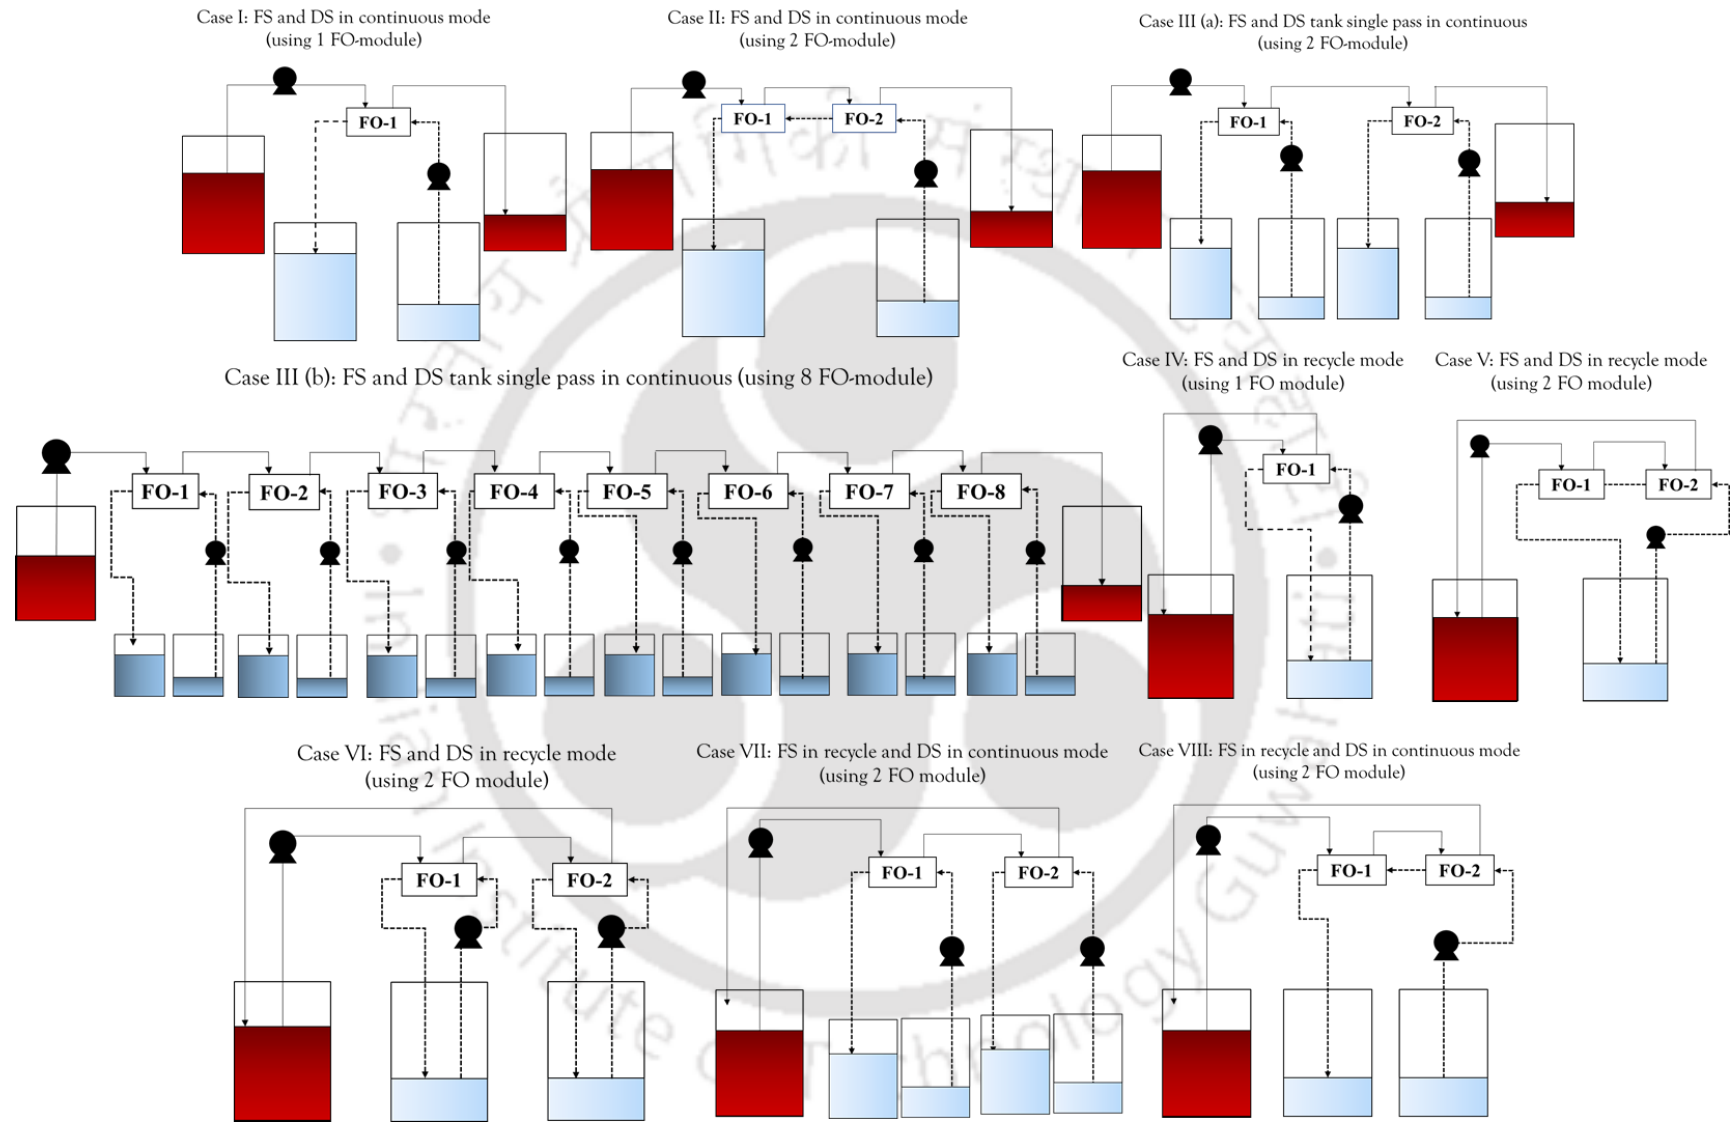 Case I: FS and DS in continuous mode
(using 1 FO-module)
Case II: FS and DS in continuous mode
(using 2 FO-module)
Case III (a): FS and DS tank single pass in continuous
(using 2 FO-module)
FO-1
FO-1
FO-2
FO-1
FO-2
Case III (b): FS and DS tank single pass in continuous (using 8 FO-module)
Case IV: FS and DS in recycle mode
(using 1 FO module)
Case V: FS and DS in recycle mode
(using 2 FO module)
FO-1
FO-2
FO-3
FO-4
FO-5
FO-6
FO-7
FO-8
FO-1
FO-1
FO-2
Case VI: FS and DS in recycle mode
(using 2 FO module)
Case VII: FS in recycle and DS in continuous mode
(using 2 FO module)
Case VIII: FS in recycle and DS in continuous mode
(using 2 FO module)
FO-1
FO-2
FO-1
FO-2
FO-1
FO-2
Indian Institute of Technology Guwahati